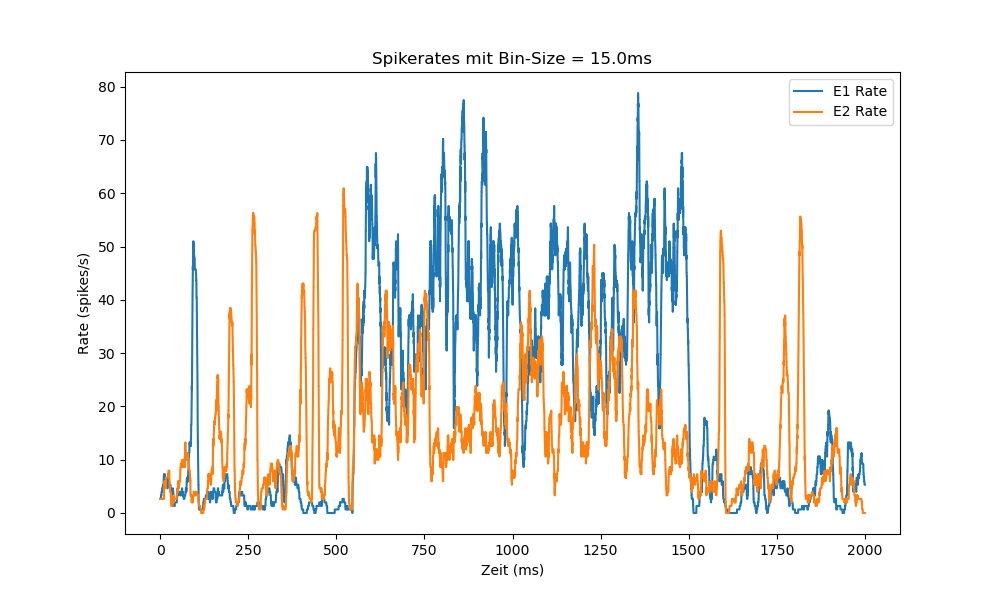 Spikerates mit Bin-Size = 15.0ms
E1 Rate
E2 Rate
Rate (spikes/s)
80
70
60
50
40
30
20
10
0
0 250 500 750 1000 1250 1500 1750 2000
Zeit (ms)